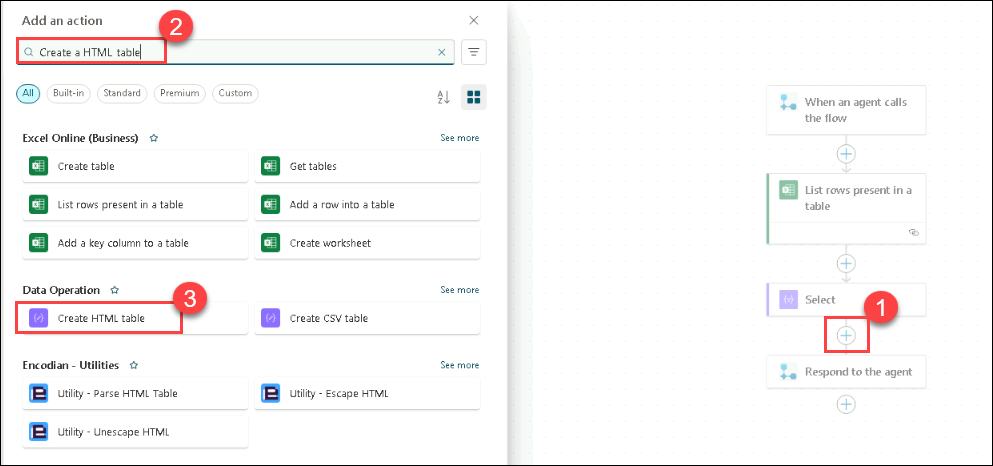 Add an action
2
Create a HTML table
All
Built-in
Standard
Premium
Custom
A
Z
Excel Online (Business)
See more
Create table
Get tables
List rows present in a table
Add a row into a table
Add a key column to a table
Create worksheet
Data Operation
See more
3
Create HTML table
Create CSV table
Encodian - Utilities
See more
Utility - Parse HTML Table
Utility - Escape HTML
Utility - Unescape HTML
When an agent calls
the flow
List rows present in a
table
Select
1
Respond to the agent